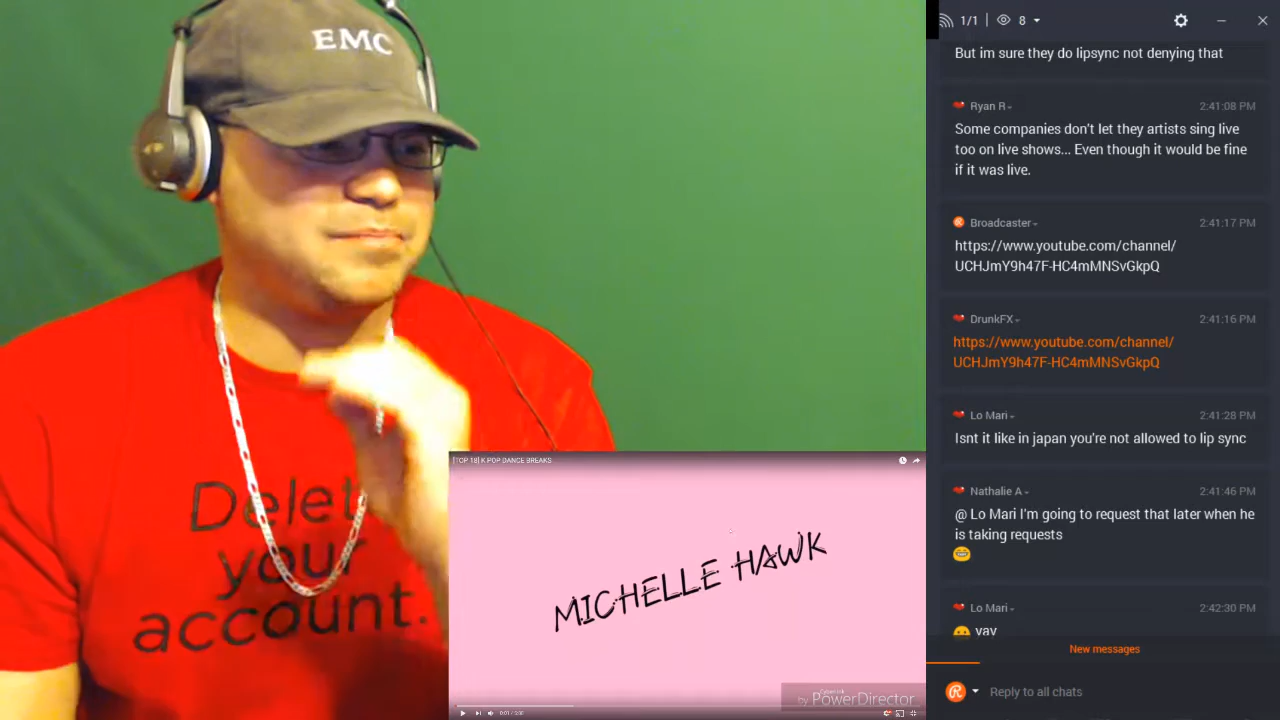 EMC
Delet
your
account.
[TOP 18] K POP DANCE BREAKS
MICHELLE HAWK
by PowerDirector
1/1
8
But im sure they do lipsync not denying that
Ryan R
2:41:08 PM
Some companies don't let they artists sing live
too on live shows... Even though it would be fine
if it was live.
Broadcaster
2:41:17 PM
https://www.youtube.com/channel/
UCHJmY9h47F-HC4mMNSvGkpQ
DrunkFX
2:41:16 PM
https://www.youtube.com/channel/
UCHJmY9h47F-HC4mMNSvGkpQ
Lo Mari
2:41:28 PM
Isnt it like in japan you're not allowed to lip sync
Nathalie A
2:41:46 PM
@ Lo Mari I'm going to request that later when he
is taking requests
Lo Mari
2:42:30 PM
yay
New messages
Reply to all chats